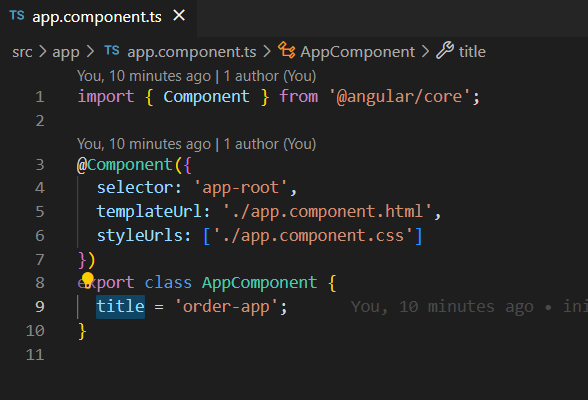 TS app.component.ts ×
src > app > TS app.component.ts > AppComponent > title
You, 10 minutes ago | 1 author (You)
1 import { Component } from '@angular/core';
2
You, 10 minutes ago | 1 author (You)
3 @Component({
4 selector: 'app-root',
5 templateUrl: './app.component.html',
6 styleUrls: ['./app.component.css']
7 })
8 export class AppComponent {
9 title = 'order-app'; You, 10 minutes ago • ini
10 }
11